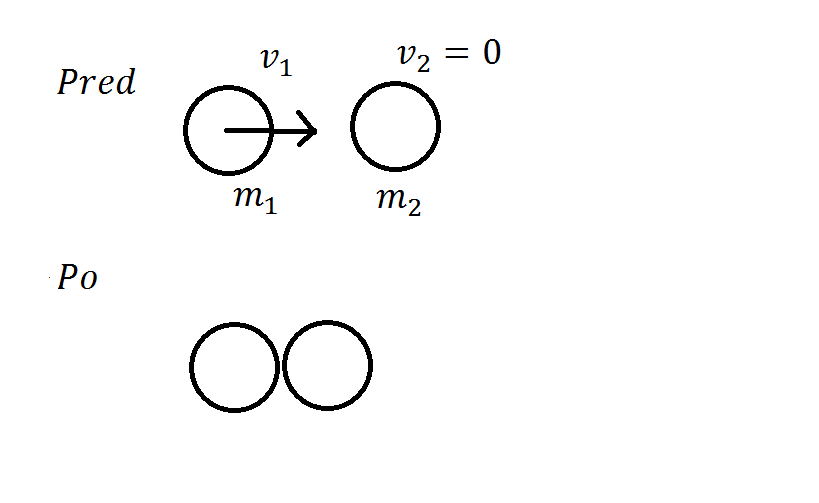 Pred
v₁
v₂ = 0
m₁
m₂
Po